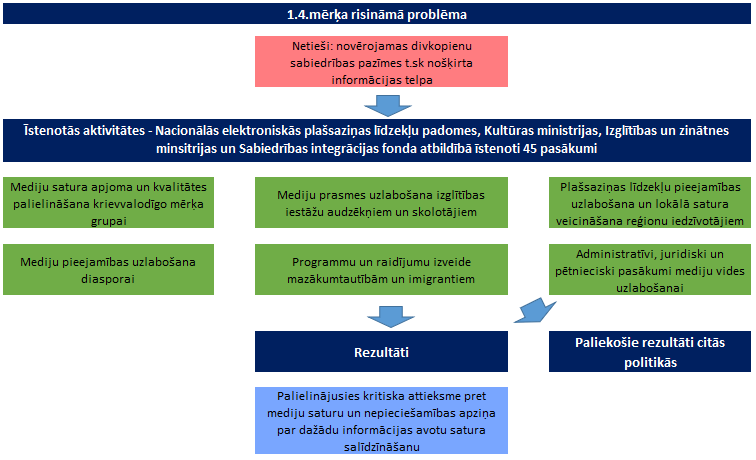 1.4.mērķa risināmā problēma
Netieši: novērojamas divkopienu
sabiedrības pazīmes t.sk nošķirta
informācijas telpa
Īstenotās aktivitātes - Nacionālās elektroniskās plašsaziņas līdzekļu padomes, Kultūras ministrijas, Izglītības un zinātnes
minsitrijas un Sabiedrības integrācijas fonda atbildībā īstenoti 45 pasākumi
Mediju satura apjoma un kvalitātes
palielināšana krievvalodīgo mērķa
grupai
Mediju prasmes uzlabošana izglītības
iestāžu audzēkņiem un skolotājiem
Plašsaziņas līdzekļu pieejamības
uzlabošana un lokālā satura
veicināšana reģionu iedzīvotājiem
Mediju pieejamības uzlabošana
diasporai
Programmu un raidījumu izveide
mazākumtautībām un imigrantiem
Administratīvi, juridiski un
pētnieciski pasākumi mediju vides
uzlabošanai
Rezultāti
Paliekošie rezultāti citās
politikās
Palielinājusies kritiska attieksme pret
mediju saturu un nepieciešamības apziņa
par dažādu informācijas avotu satura
salīdzīnāšanu